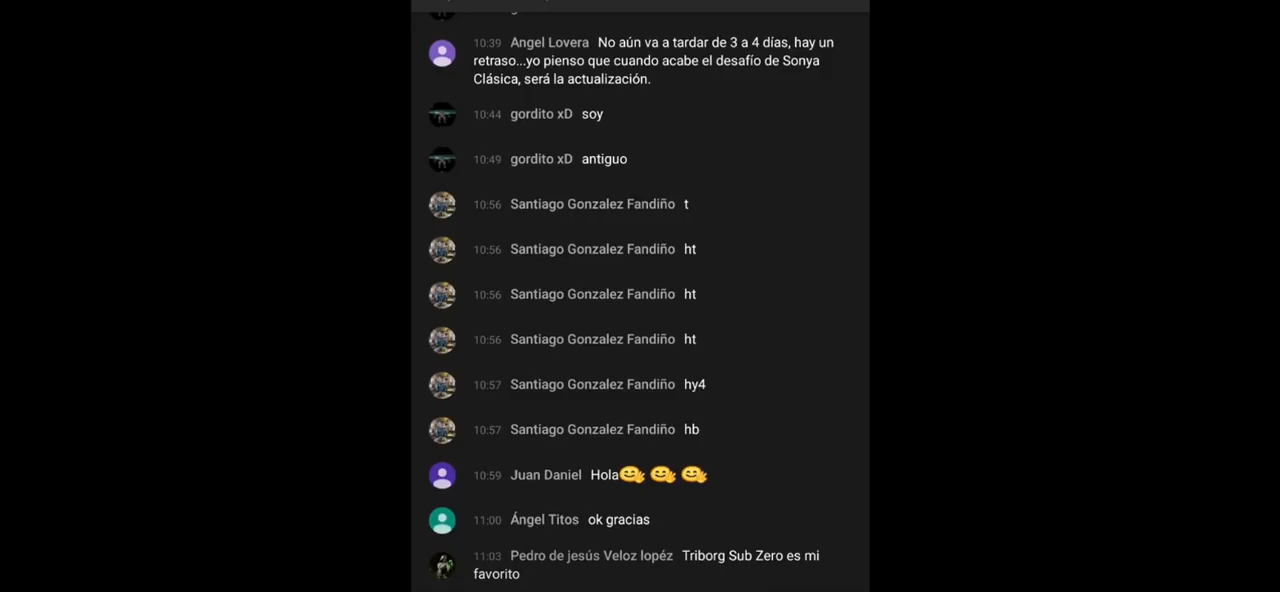 10:39 Angel Lovera No aún va a tardar de 3 a 4 días, hay un
retraso...yo pienso que cuando acabe el desafío de Sonya
Clásica, será la actualización.
10:44 gordito xD soy
10:49 gordito xD antiguo
10:56 Santiago Gonzalez Fandiño t
10:56 Santiago Gonzalez Fandiño ht
10:56 Santiago Gonzalez Fandiño ht
10:56 Santiago Gonzalez Fandiño ht
10:57 Santiago Gonzalez Fandiño hy4
10:57 Santiago Gonzalez Fandiño hb
10:59 Juan Daniel Hola🤗 🤗 🤗
11:00 Ángel Titos ok gracias
11:03 Pedro de jesús Veloz lopéz Triborg Sub Zero es mi
favorito